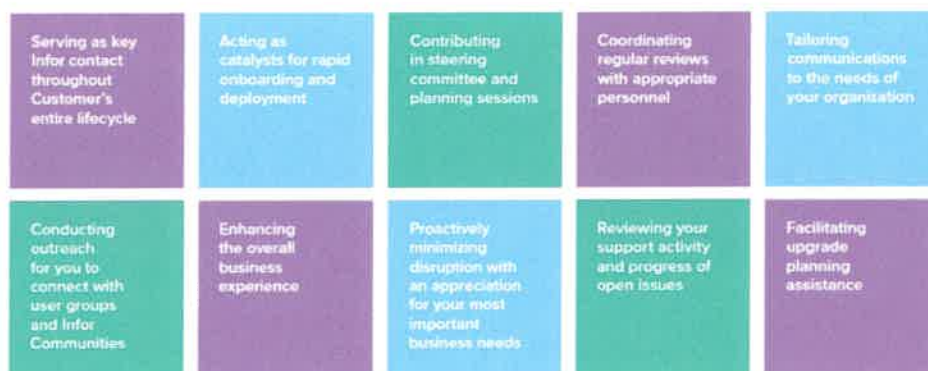 Serving as key
Infor contact
throughout
Customer's
entire lifecycle
Acting as
catalysts for rapid
onboarding and
deployment
Contributing
in steering
committee and
planning sessions
Coordinating
regular reviews
with appropriate
personnel
Tailoring
communications
to the needs of
your organization
Conducting
outreach
for you to
connect with
user groups
and Infor
Communities
Enhancing
the overall
business
experience
Proactively
minimizing
disruption with
an appreciation
for your most
important
business needs
Reviewing your
support activity
and progress of
open issues
Facilitating
upgrade
planning
assistance